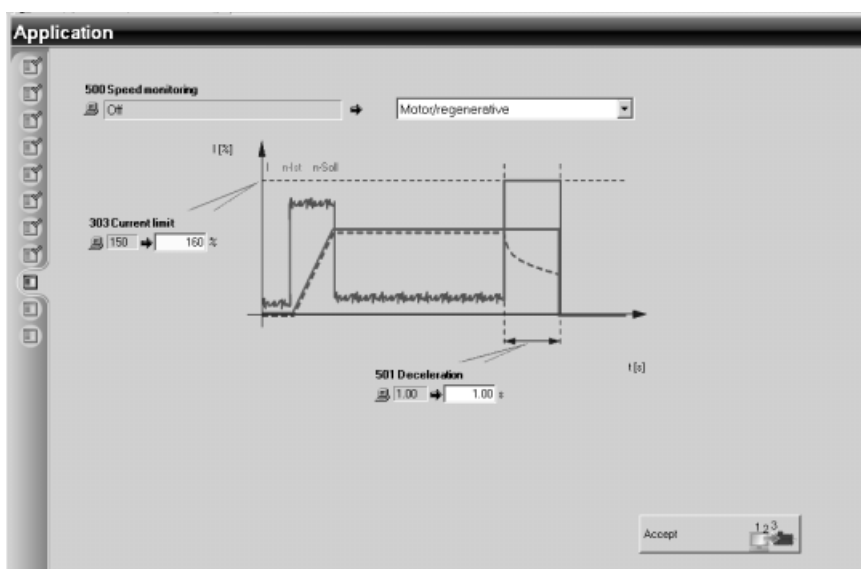 Application
500 Speed monitoring
Off
Motor/regenerative
I [%]
I n-Ist n-Soll
303 Current limit
150 160 %
501 Deceleration
1.00 1.00 s
t [s]
Accept
1 2 3